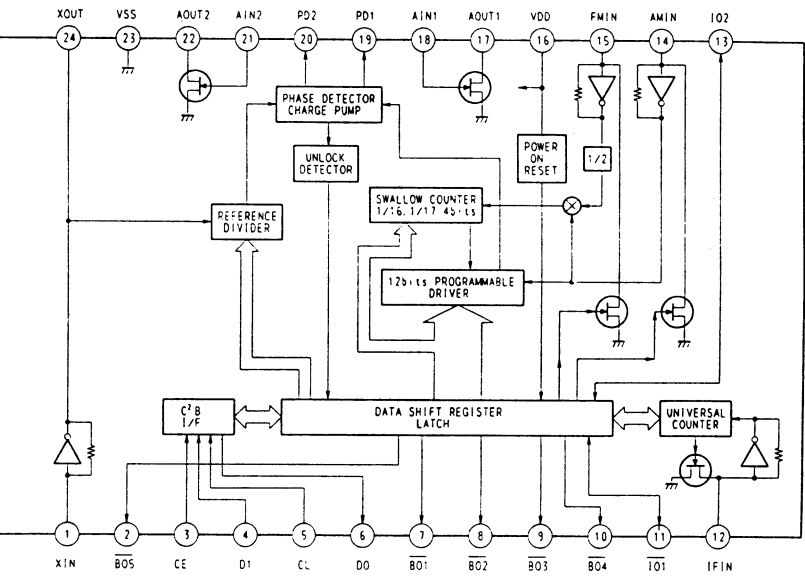 XOUT VSS AOUT2 AIN2 PD2 PD1 AIN1 AOUT1 VDD FMIN AMIN IO2
24 23 22 21 20 19 18 17 16 15 14 13
PHASE DETECTOR
CHARGE PUMP
UNLOCK
DETECTOR
POWER
ON
RESET
1/2
SWALLOW COUNTER
1/16.1/17 4bits
REFERENCE
DIVIDER
12bits PROGRAMMABLE
DRIVER
C²B
I/F
DATA SHIFT REGISTER
LATCH
UNIVERSAL
COUNTER
1 2 3 4 5 6 7 8 9 10 11 12
XIN BO5 CE D1 CL DO BO1 BO2 BO3 BO4 IO1 IFIN